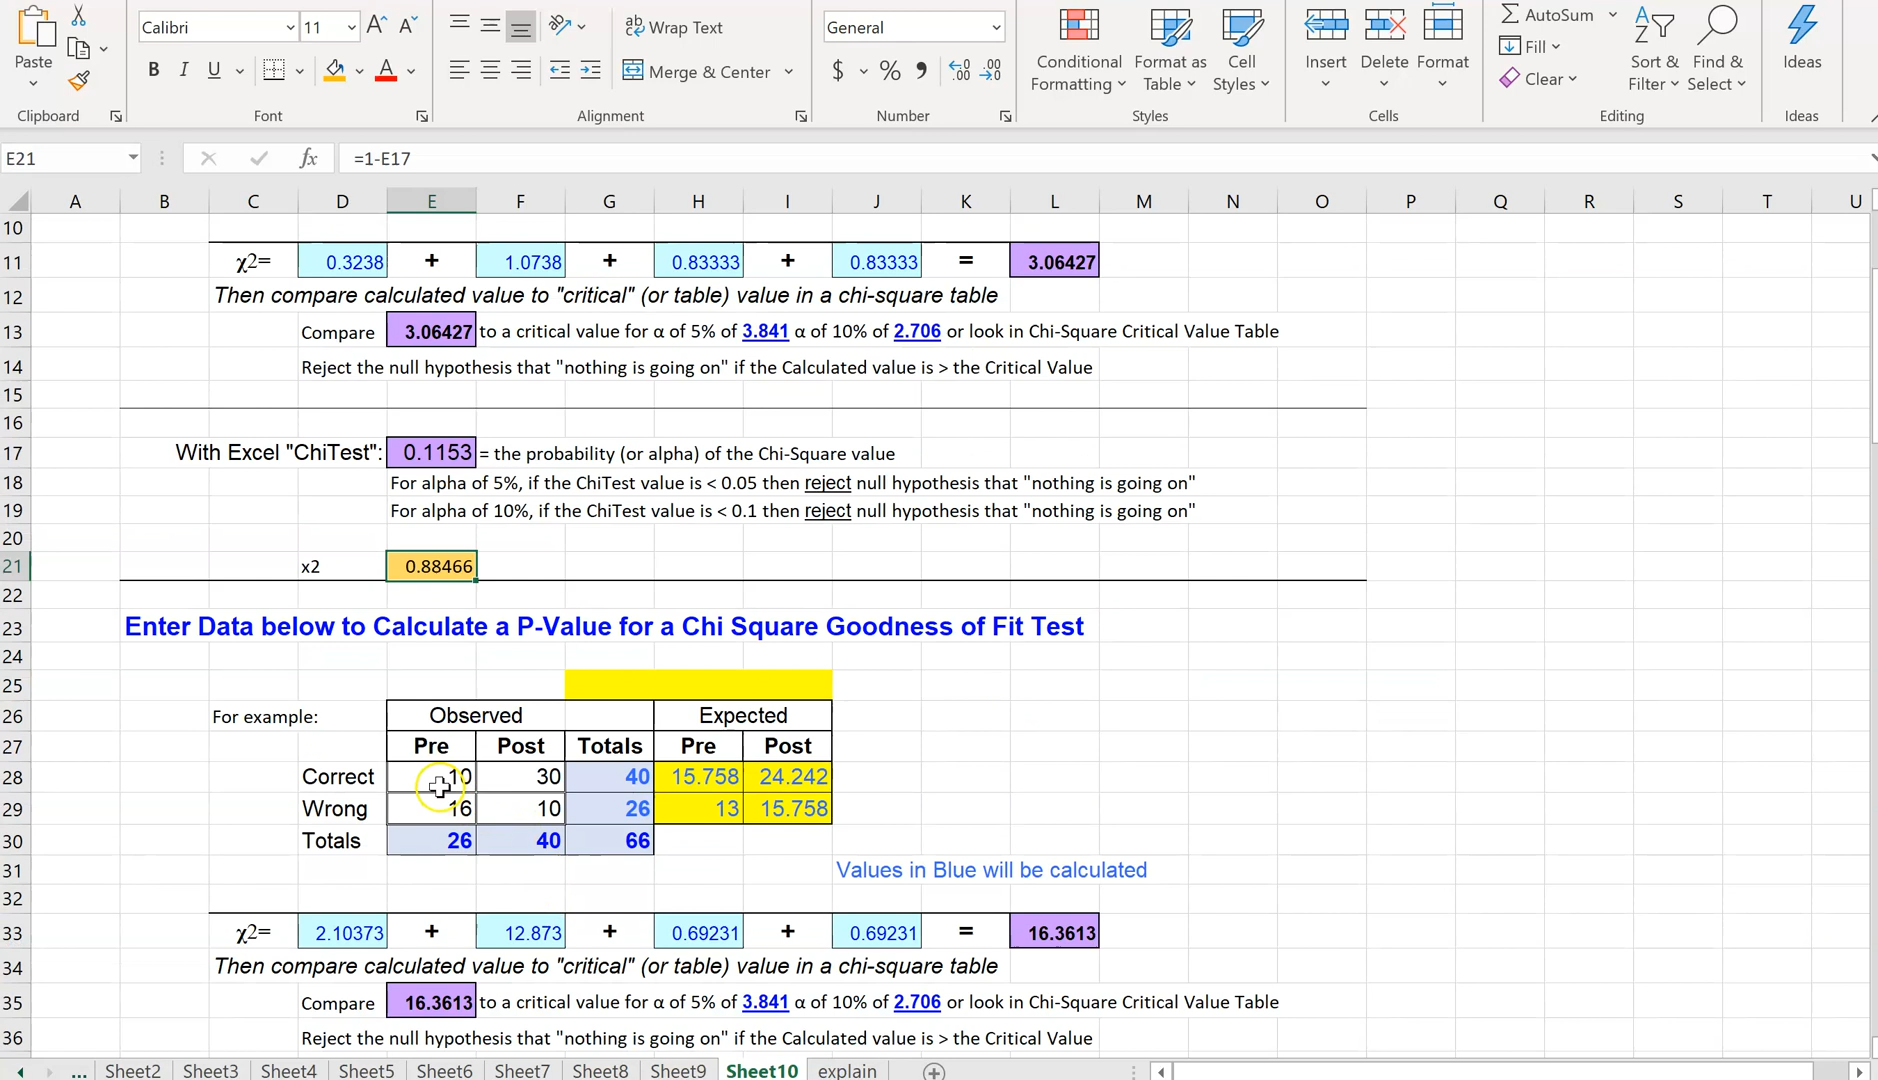 Calibri 11 A^ Aˇ ab Wrap Text General
Paste B I U A Merge & Center $ % , .00 .00
Conditional Formatting Format as Table Cell Styles
Insert Delete Format
AutoSum
Fill
Clear
Sort & Filter Find & Select Ideas
Clipboard Font Alignment Number Styles Cells Editing Ideas
E21 fx =1-E17
A B C D E F G H I J K L M N O P Q R S T U
10
11 χ2= 0.3238 + 1.0738 + 0.83333 + 0.83333 = 3.06427
12 Then compare calculated value to "critical" (or table) value in a chi-square table
13 Compare 3.06427 to a critical value for α of 5% of 3.841 α of 10% of 2.706 or look in Chi-Square Critical Value Table
14 Reject the null hypothesis that "nothing is going on" if the Calculated value is > the Critical Value
15
16
17 With Excel "ChiTest": 0.1153 = the probability (or alpha) of the Chi-Square value
18 For alpha of 5%, if the ChiTest value is < 0.05 then reject null hypothesis that "nothing is going on"
19 For alpha of 10%, if the ChiTest value is < 0.1 then reject null hypothesis that "nothing is going on"
20
21 x2 0.88466
22
23 Enter Data below to Calculate a P-Value for a Chi Square Goodness of Fit Test
24
25
26 For example: Observed Expected
27 Pre Post Totals Pre Post
28 Correct 10 30 40 15.758 24.242
29 Wrong 16 10 26 13 15.758
30 Totals 26 40 66
31 Values in Blue will be calculated
32
33 χ2= 2.10373 + 12.873 + 0.69231 + 0.69231 = 16.3613
34 Then compare calculated value to "critical" (or table) value in a chi-square table
35 Compare 16.3613 to a critical value for α of 5% of 3.841 α of 10% of 2.706 or look in Chi-Square Critical Value Table
36 Reject the null hypothesis that "nothing is going on" if the Calculated value is > the Critical Value
... Sheet2 Sheet3 Sheet4 Sheet5 Sheet6 Sheet7 Sheet8 Sheet9 Sheet10 explain